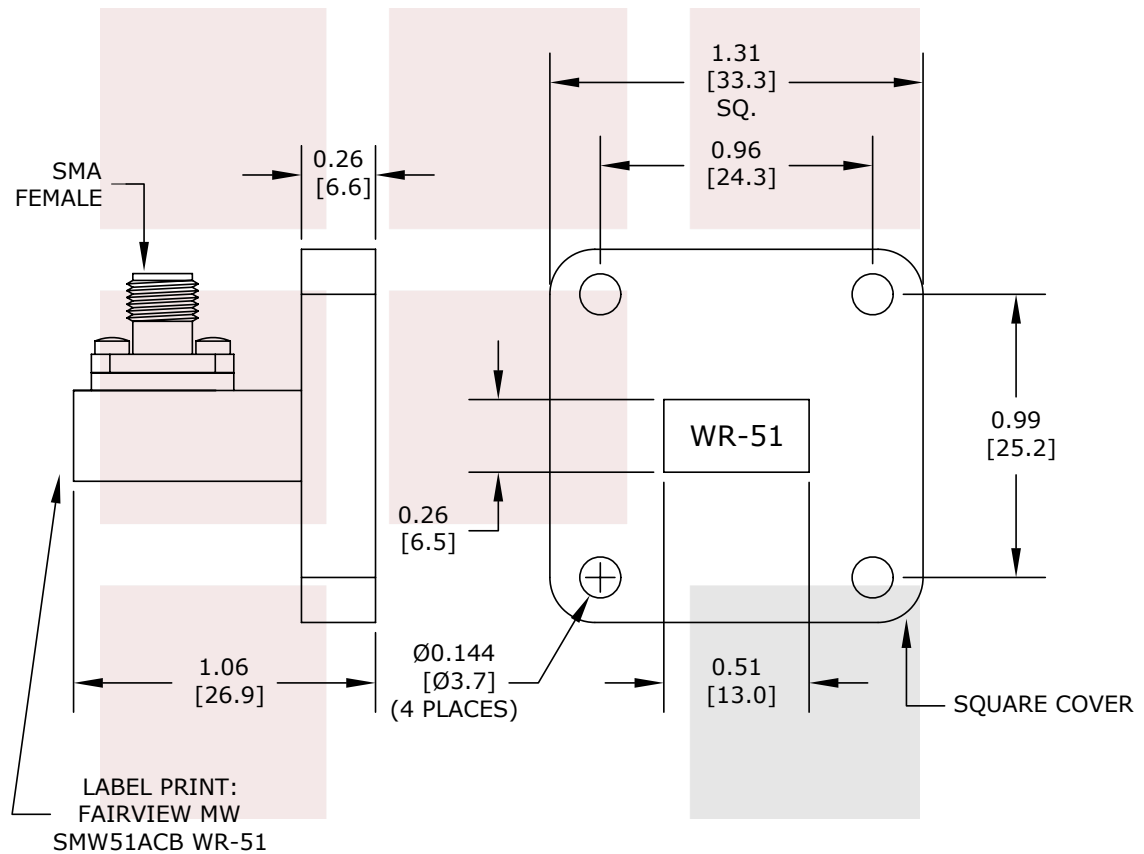 1.31
[33.3]
SQ.
0.96
[24.3]
0.26
[6.6]
SMA
FEMALE
WR-51
0.99
[25.2]
0.26
[6.5]
1.06
[26.9]
Ø0.144
[Ø3.7]
(4 PLACES)
0.51
[13.0]
SQUARE COVER
LABEL PRINT:
FAIRVIEW MW
SMW51ACB WR-51